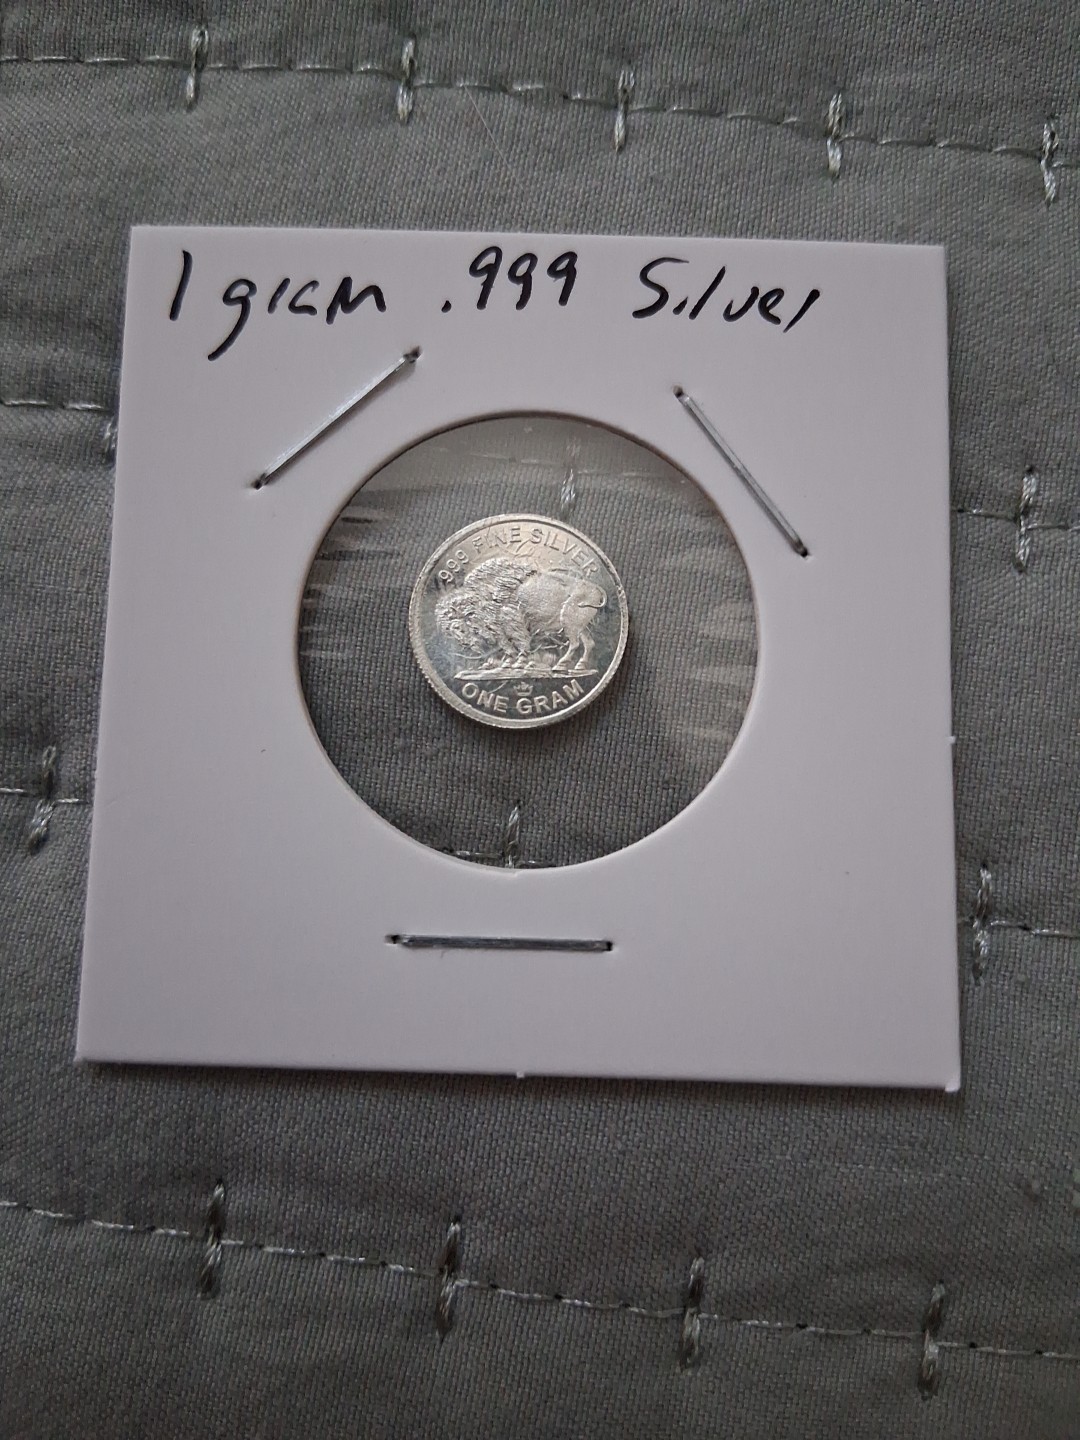 1 gram .999 Silver
.999 FINE SILVER
ONE GRAM